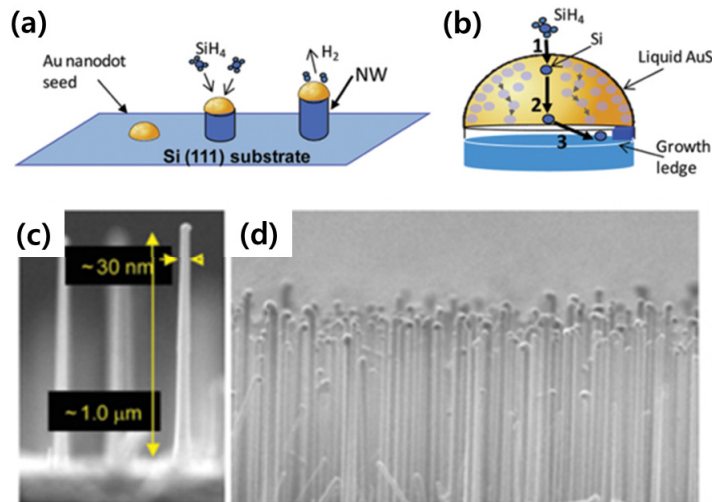 (a)
Au nanodot
seed
SiH4
H2
NW
Si (111) substrate
(b)
SiH4
1
Si
Liquid AuS
2
3
Growth
ledge
(c)
~ 30 nm
~ 1.0 μm
(d)